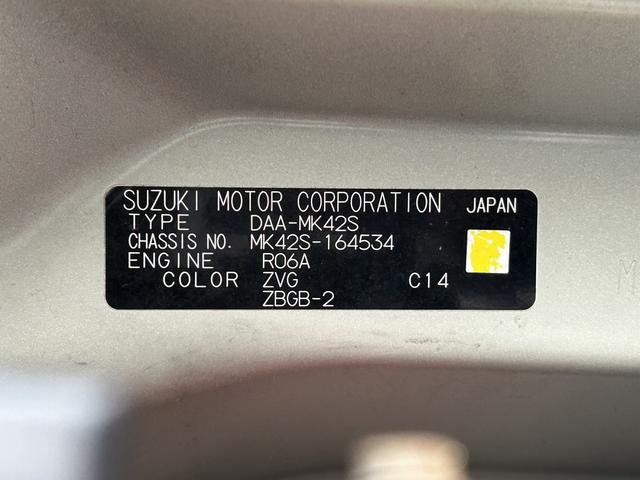 SUZUKI MOTOR CORPORATION JAPAN
TYPE DAA-MK42S
CHASSIS NO. MK42S-164534
ENGINE R06A
COLOR ZVG C14
ZBGB-2